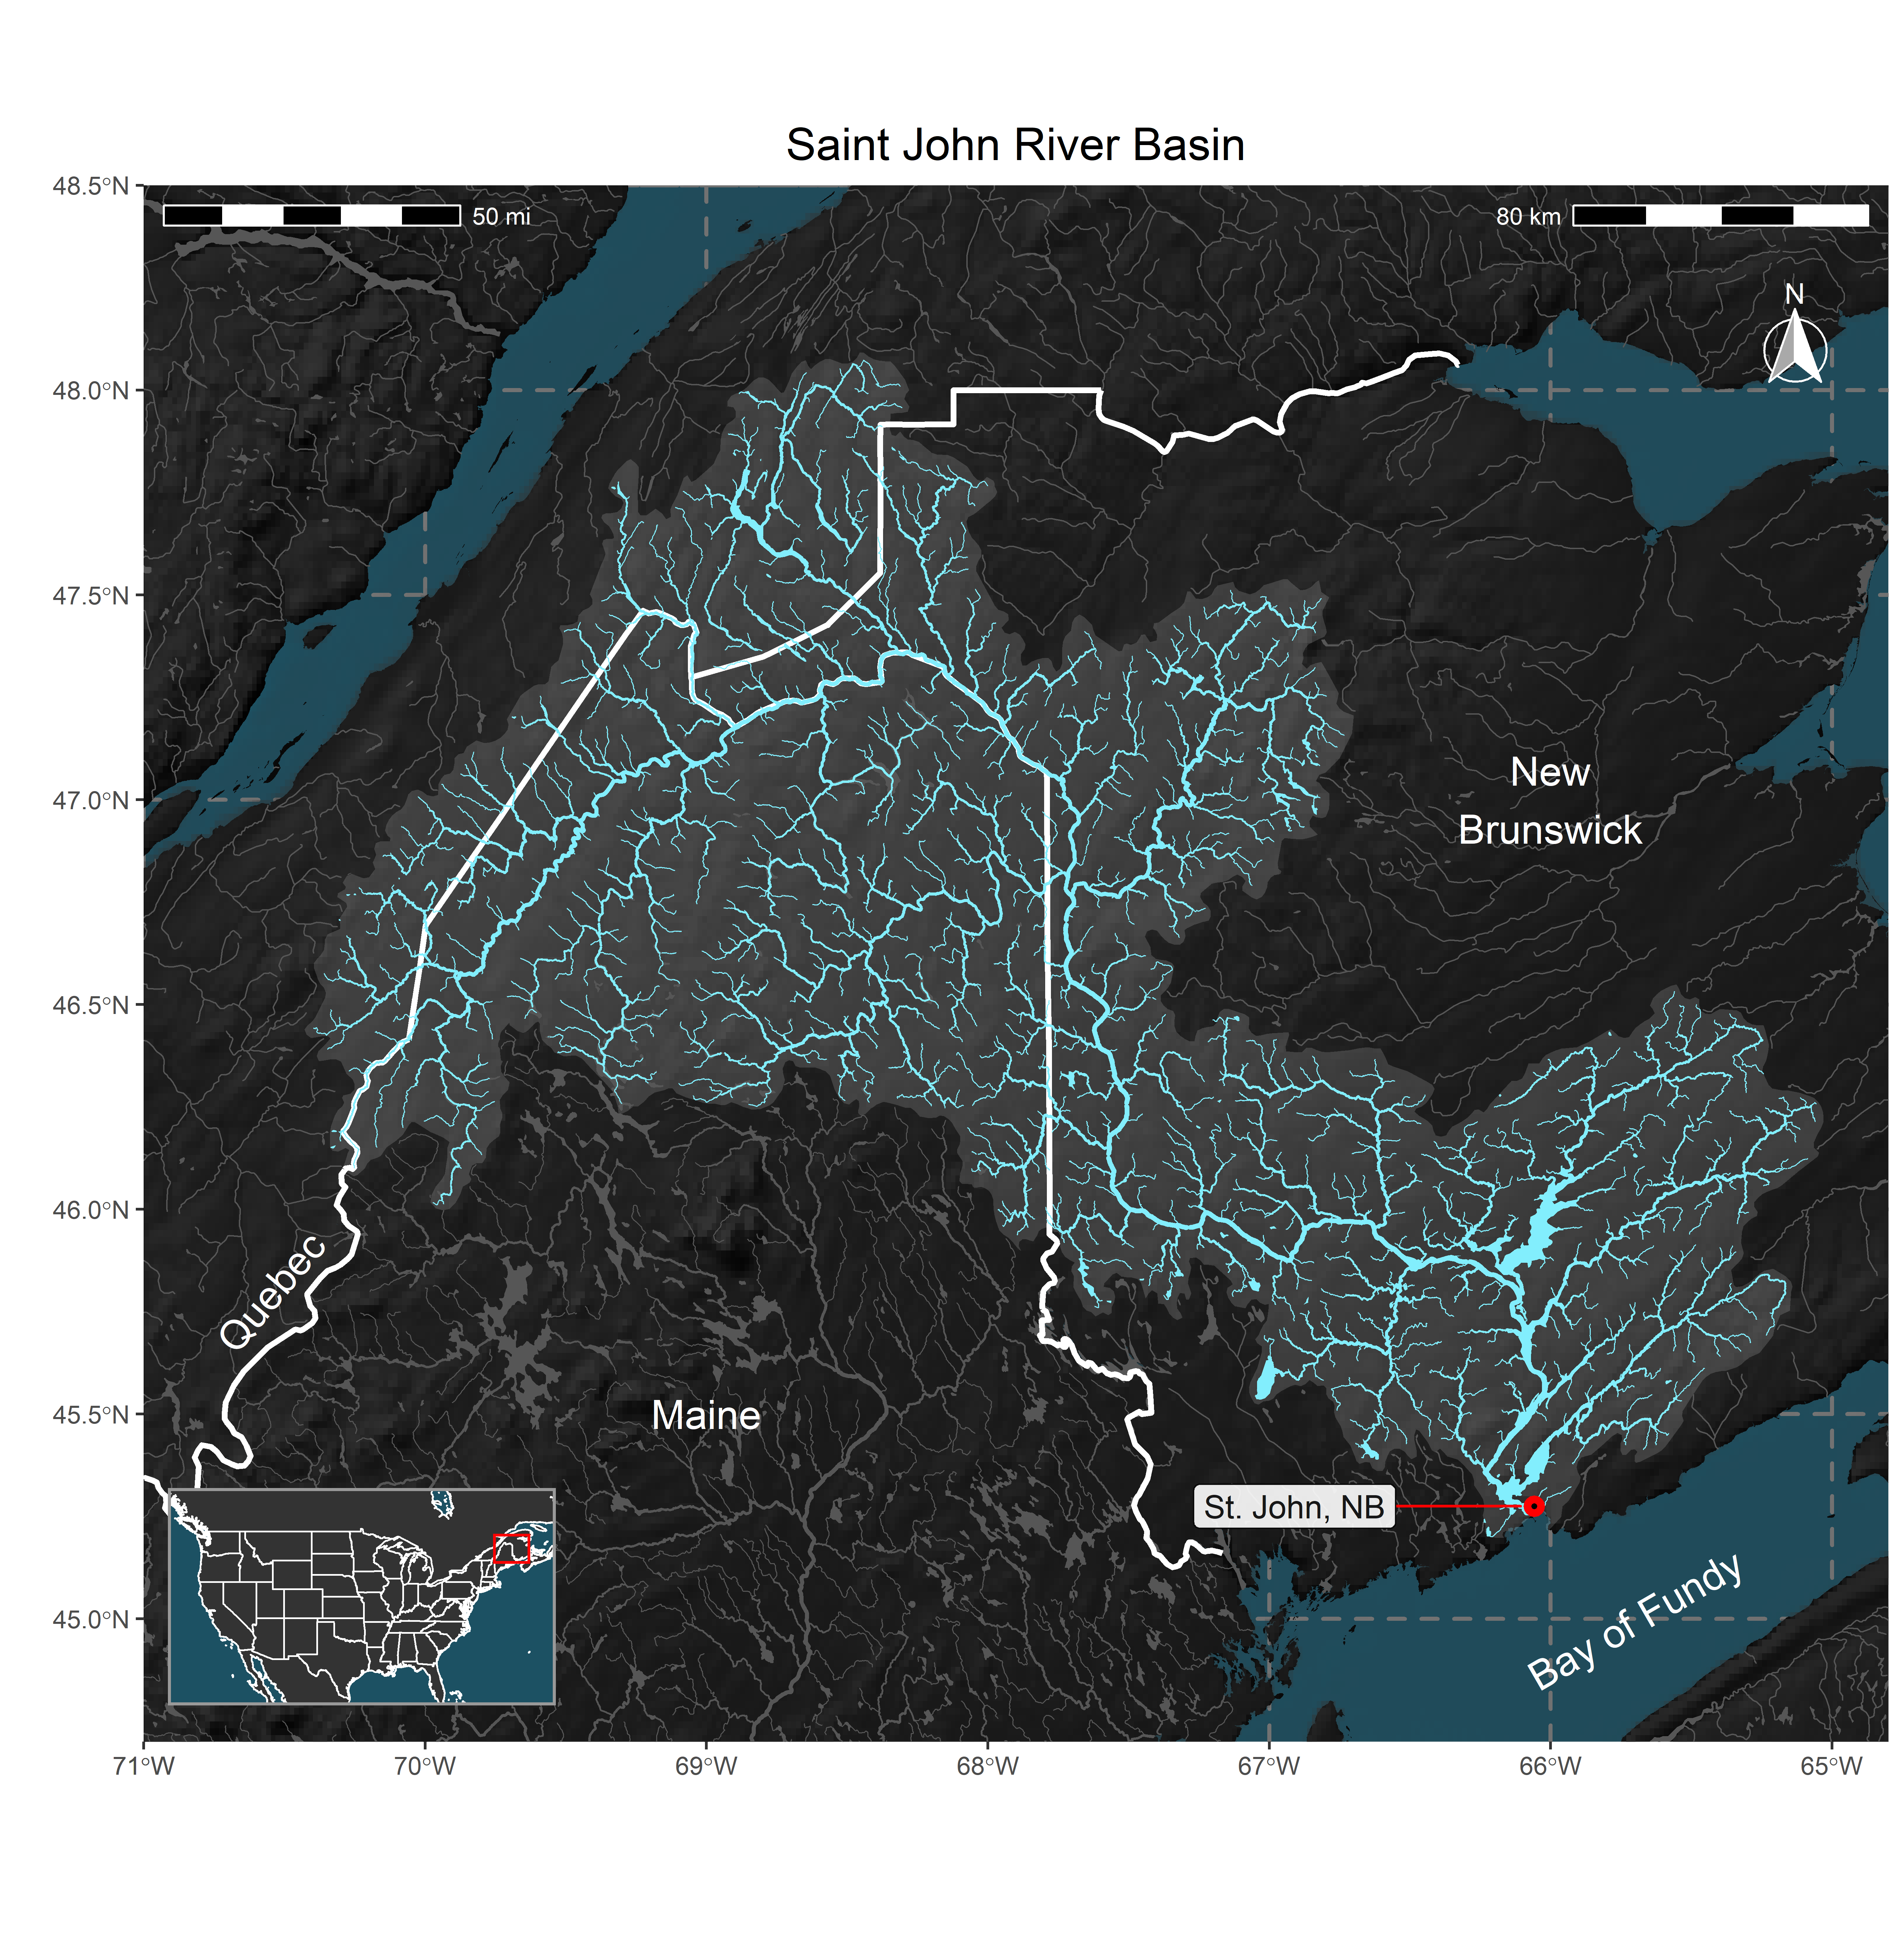 Saint John River Basin
48.5°N
50 mi
80 km
N
48.0°N
47.5°N
47.0°N
New
Brunswick
46.5°N
46.0°N
Quebec
45.5°N
Maine
St. John, NB
45.0°N
Bay of Fundy
71°W
70°W
69°W
68°W
67°W
66°W
65°W